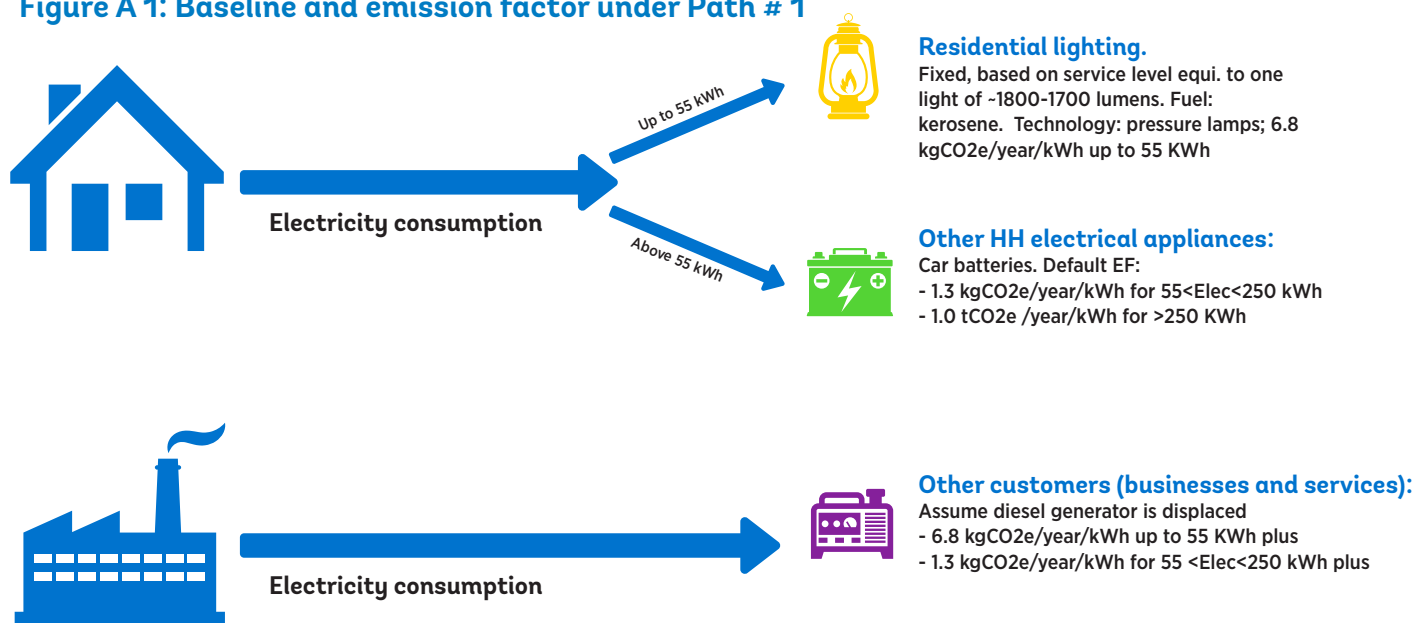 Figure A 1: Baseline and emission factor under Path # 1
Up to 55 kWh
Residential lighting.
Fixed, based on service level equi. to one
light of ~1800-1700 lumens. Fuel:
kerosene. Technology: pressure lamps; 6.8
kgCO2e/year/kWh up to 55 KWh
Electricity consumption
Above 55 kWh
Other HH electrical appliances:
Car batteries. Default EF:
- 1.3 kgCO2e/year/kWh for 55<Elec<250 kWh
- 1.0 tCO2e /year/kWh for >250 KWh
Electricity consumption
Other customers (businesses and services):
Assume diesel generator is displaced
- 6.8 kgCO2e/year/kWh up to 55 KWh plus
- 1.3 kgCO2e/year/kWh for 55 <Elec<250 kWh plus